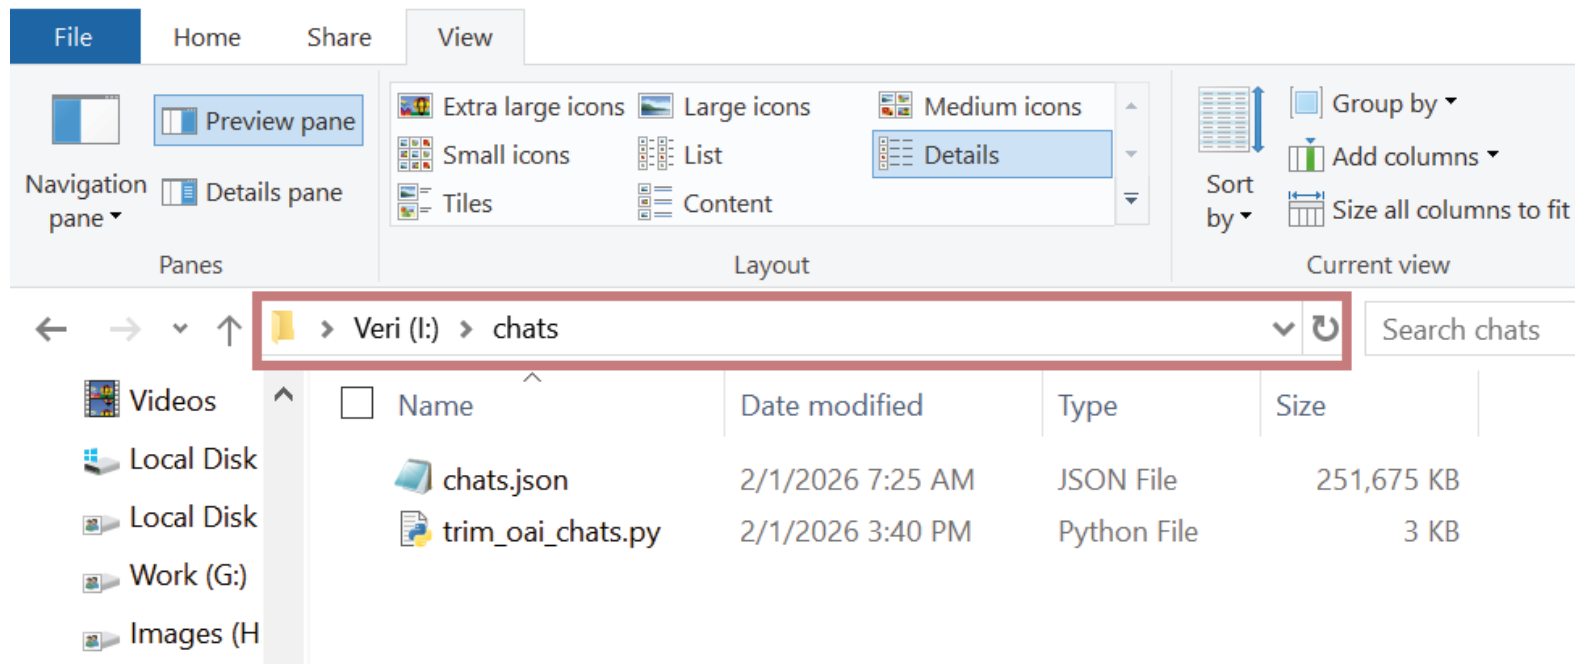 File Home Share View
Extra large icons Large icons Medium icons Group by
Preview pane
Small icons List Details Add columns
Navigation pane Details pane Sort by
Tiles Content Size all columns to fit
Panes Layout Current view
Veri (I:) chats Search chats
Videos Name Date modified Type Size
Local Disk
chats.json 2/1/2026 7:25 AM JSON File 251,675 KB
Local Disk
trim_oai_chats.py 2/1/2026 3:40 PM Python File 3 KB
Work (G:)
Images (H